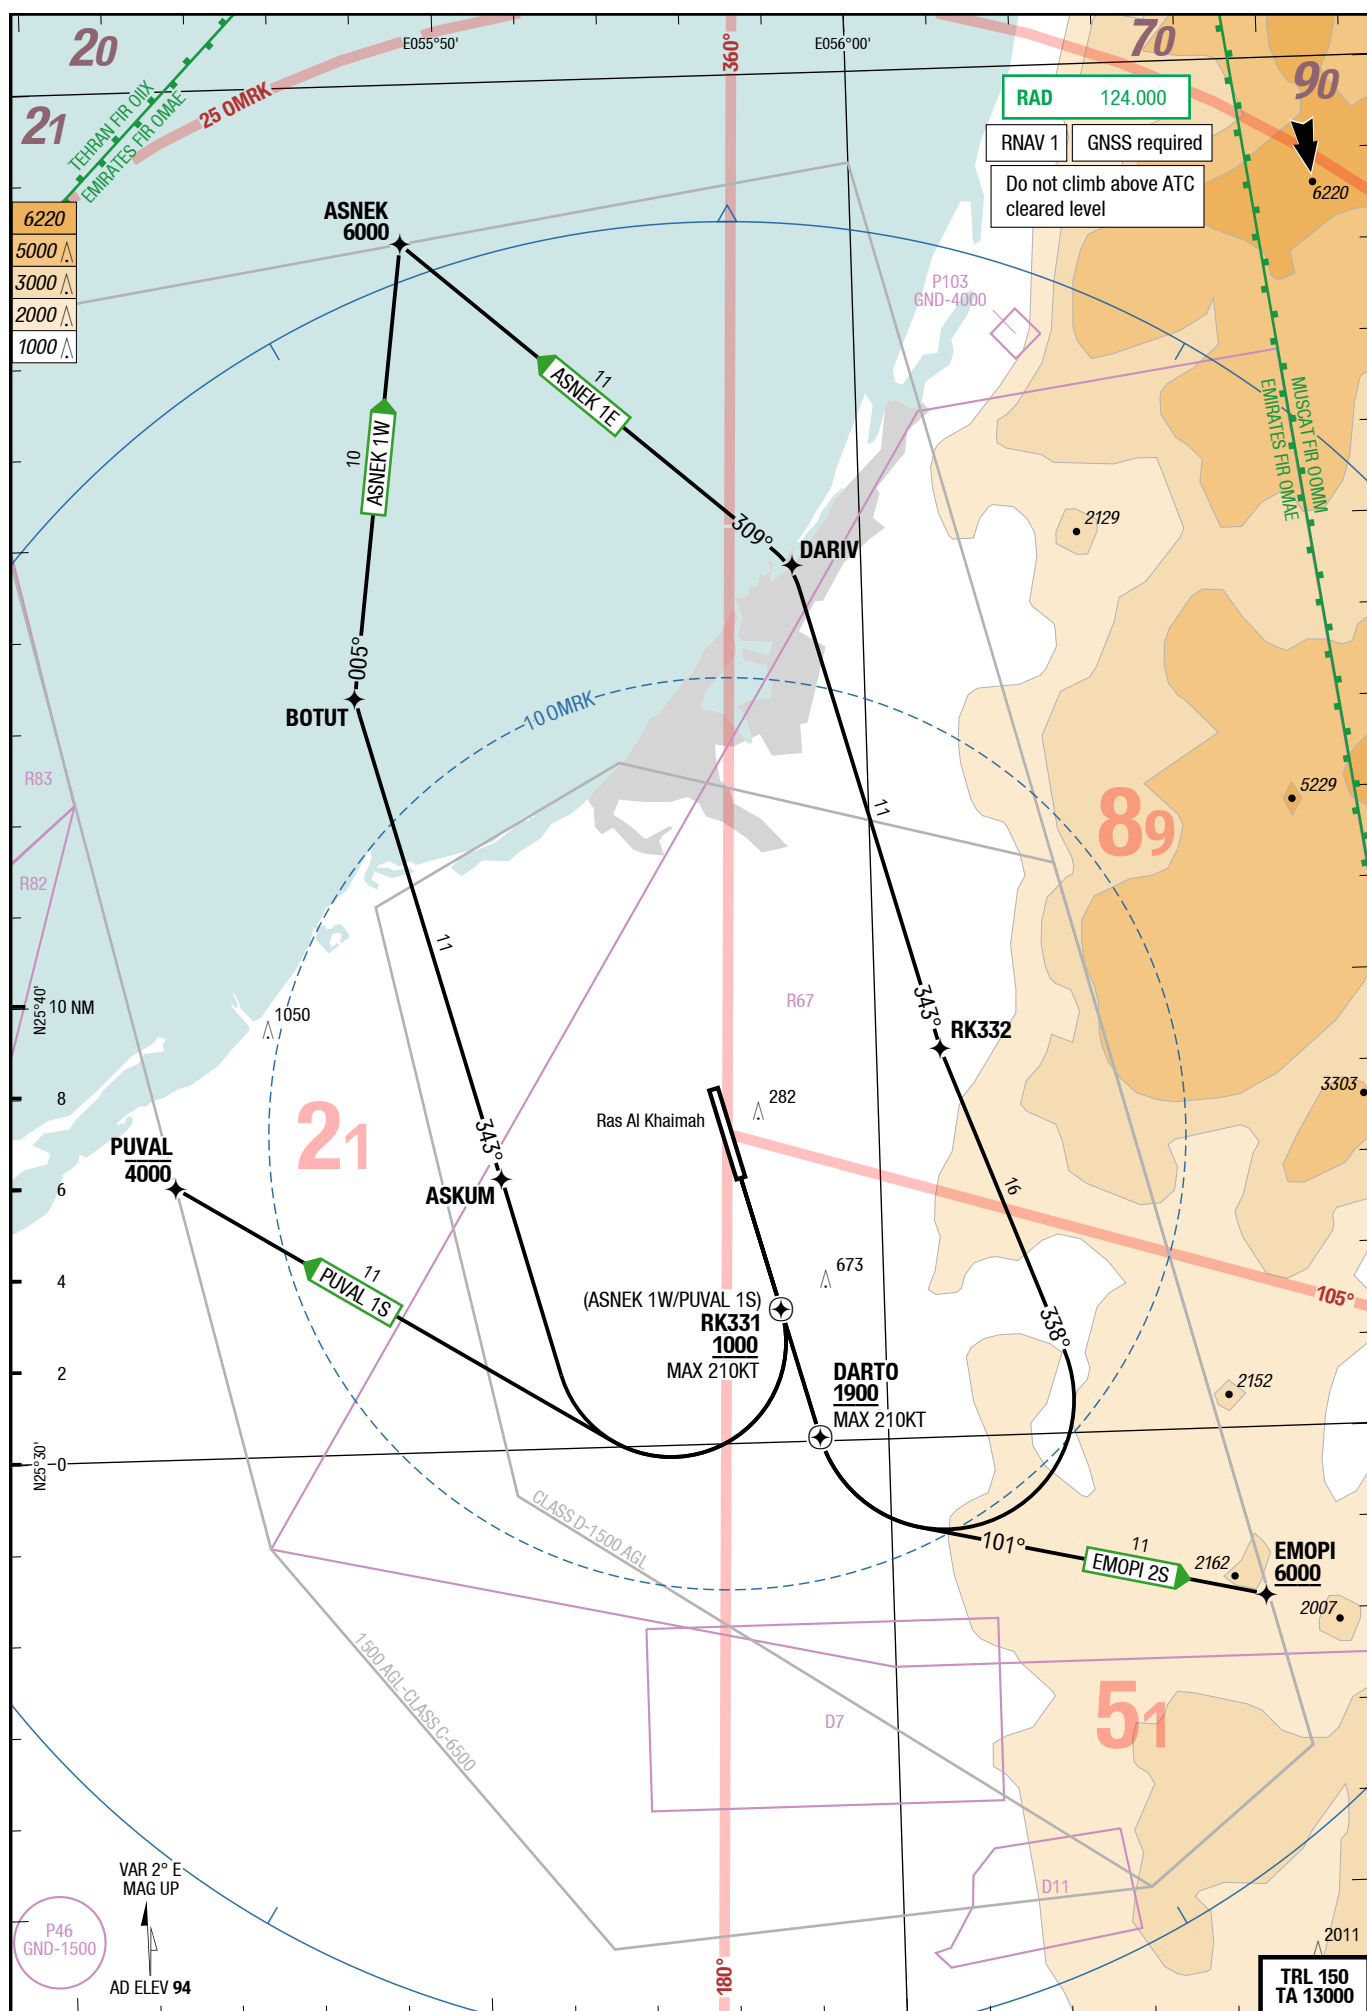 20
E055°50'
360°
E056°00'
70
90
21
25 OMRK
TEHRAN FIR OIIX
EMIRATES FIR OMAE
RAD 124.000
RNAV 1
GNSS required
Do not climb above ATC
cleared level
6220
6220
5000
3000
2000
1000
ASNEK
6000
P103
GND-4000
11
ASNEK 1E
10
ASNEK 1W
MUSCAT FIR OOMM
EMIRATES FIR OMAE
309°
DARIV
2129
005°
BOTUT
10 OMRK
R83
R82
11
5229
89
11
N25°40'
10 NM
1050
R67
343°
RK332
8
282
Ras Al Khaimah
3303
21
343°
PUVAL
4000
ASKUM
6
16
4
11
PUVAL 1S
673
105°
(ASNEK 1W/PUVAL 1S)
RK331
1000
MAX 210KT
338°
2
DARTO
1900
MAX 210KT
2152
N25°30'
0
CLASS D-1500 AGL
101°
11
EMOPI 2S
2162
EMOPI
6000
2007
1500 AGL-CLASS C-6500
D7
51
VAR 2° E
MAG UP
D11
P46
GND-1500
2011
AD ELEV 94
180°
TRL 150
TA 13000